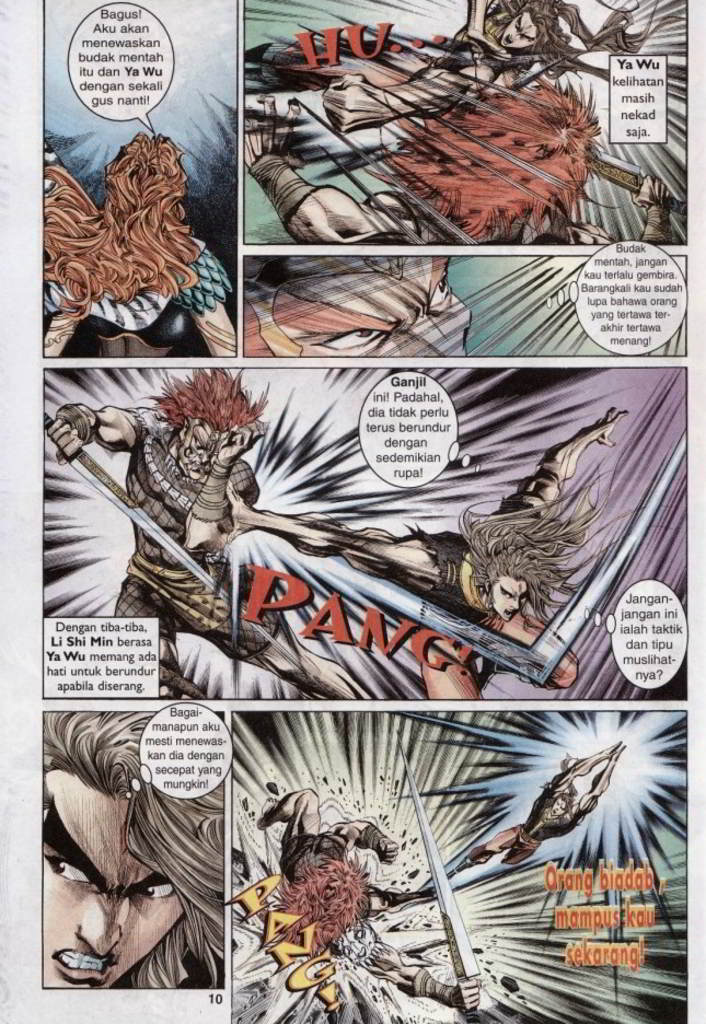 Bagus!
Aku akan
menewaskan
budak mentah
itu dan Ya Wu
dengan sekali
gus nanti!
HU...
Ya Wu
kelihatan
masih
nekad
saja.
Budak
mentah, jangan
kau terlalu gembira.
Barangkali kau sudah
lupa bahawa orang
yang tertawa ter-
akhir tertawa
menang!
Ganjil
ini! Padahal,
dia tidak perlu
terus berundur
dengan
sedemikian
rupa!
PANG!
Dengan tiba-tiba,
Li Shi Min berasa
Ya Wu memang ada
hati untuk berundur
apabila diserang.
Jangan-
jangan ini
ialah taktik
dan tipu
muslihat-
nya?
Bagai-
manapun aku
mesti menewas-
kan dia dengan
secepat yang
mungkin!
PANG!
Orang biadab,
mampus kau
sekarang!
10